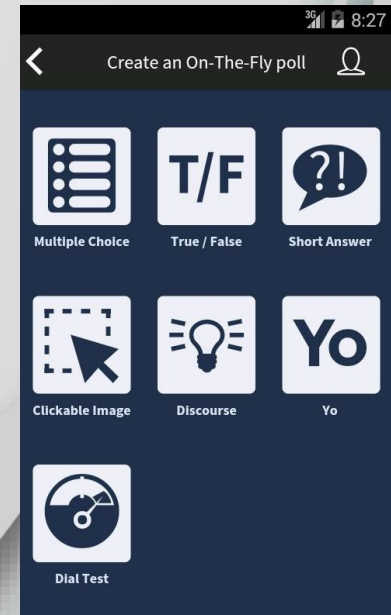 3G 8:27
Create an On-The-Fly poll
T/F ?!
Multiple Choice True / False Short Answer
Yo
Clickable Image Discourse Yo
Dial Test